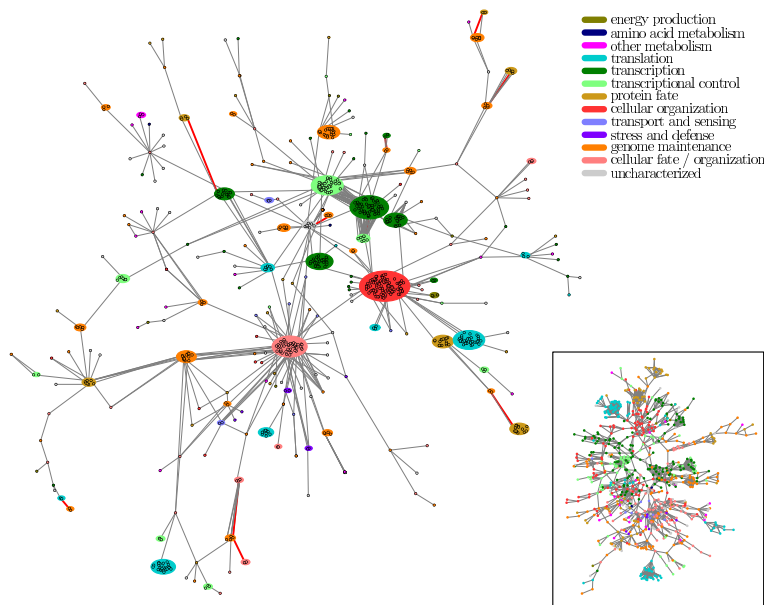 energy production
amino acid metabolism
other metabolism
translation
transcription
transcriptional control
protein fate
cellular organization
transport and sensing
stress and defense
genome maintenance
cellular fate / organization
uncharacterized